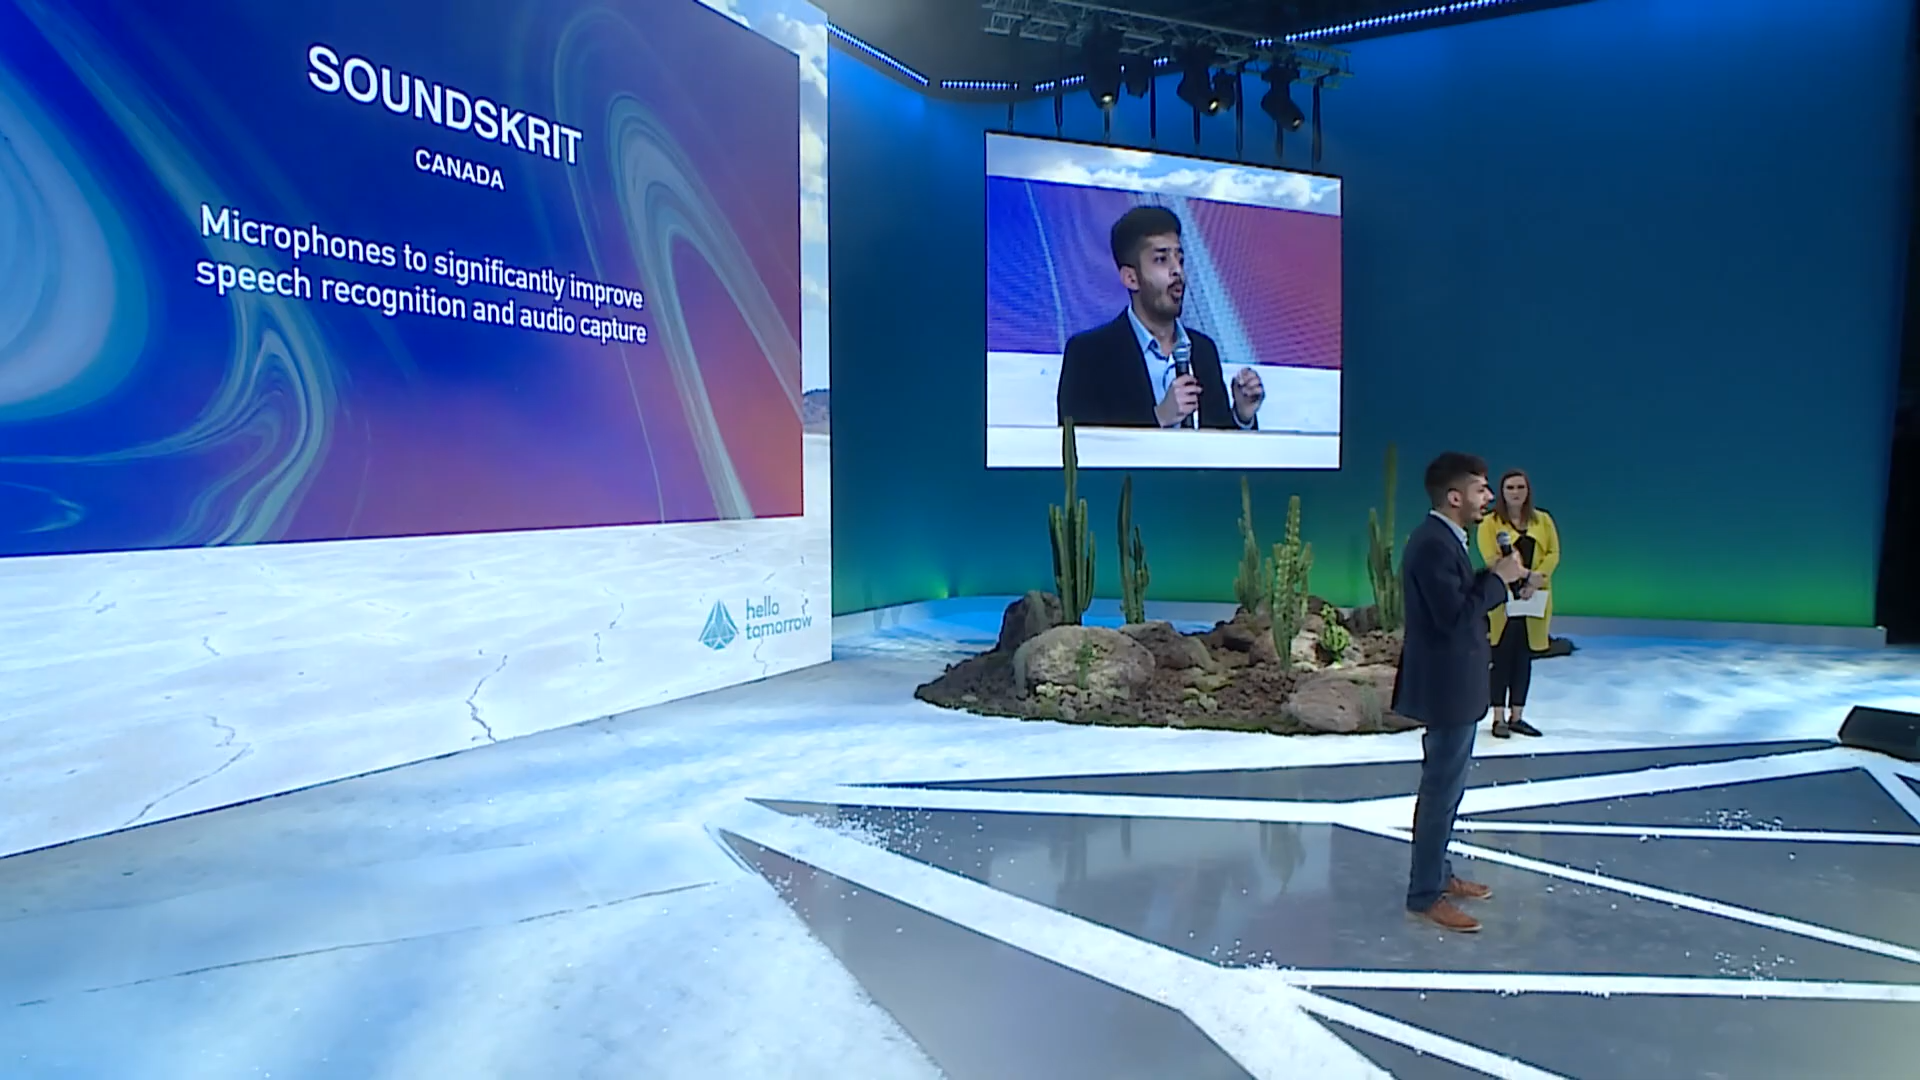 SOUNDSKRIT
CANADA
Microphones to significantly improve
speech recognition and audio capture
hello
tomorrow